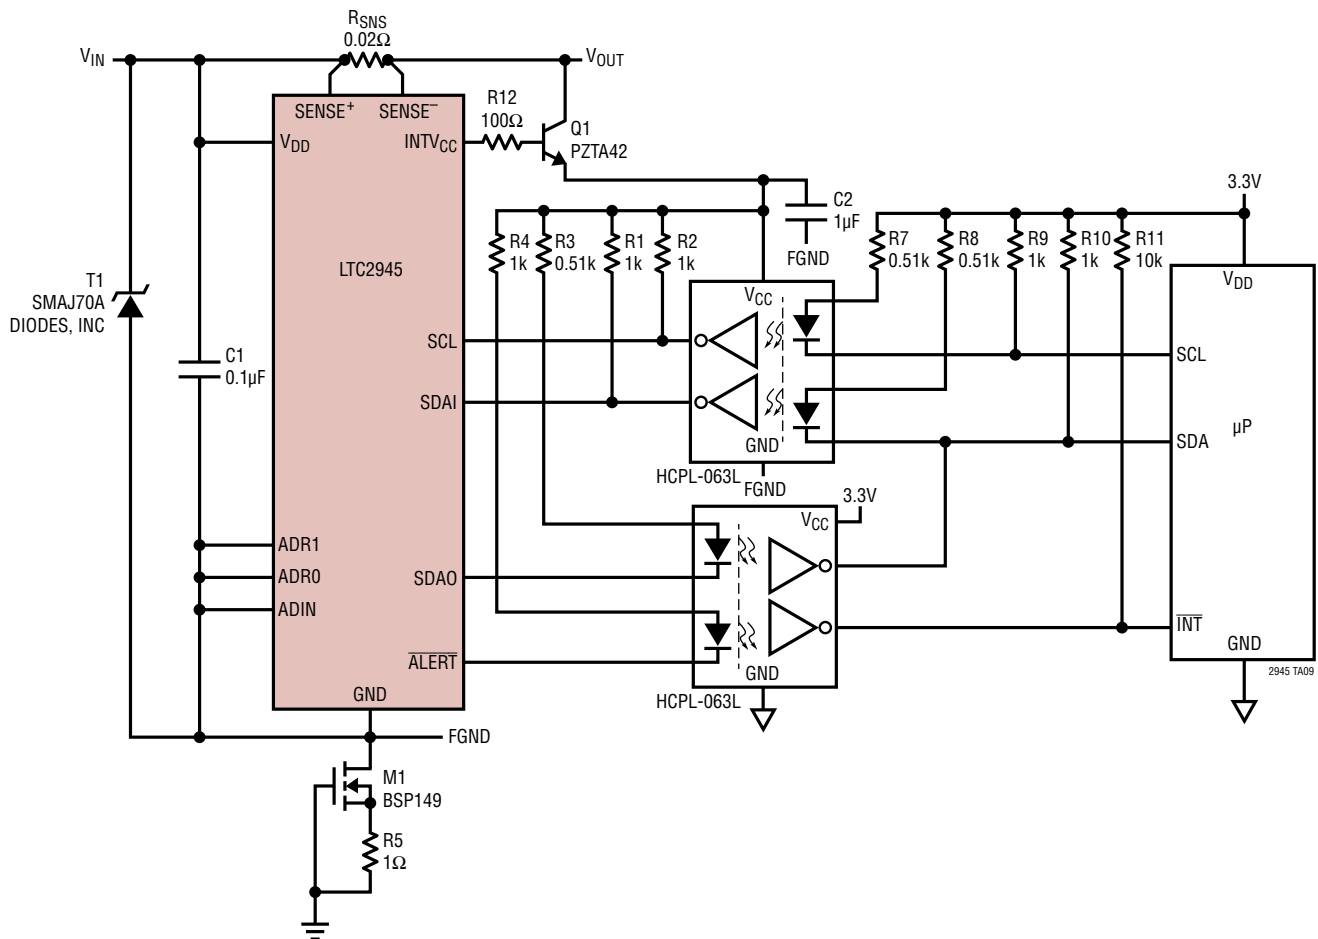 RSNS
0.02Ω
VIN
VOUT
SENSE+
SENSE–
R12
100Ω
Q1
PZTA42
VDD
INTVCC
C2
1µF
FGND
3.3V
R4
1k
R3
0.51k
R1
1k
R2
1k
R7
0.51k
R8
0.51k
R9
1k
R10
1k
R11
10k
LTC2945
T1
SMAJ70A
DIODES, INC
VCC
VDD
SCL
SCL
C1
0.1µF
SDAI
SDA
µP
GND
HCPL-063L
FGND
3.3V
VCC
ADR1
ADR0
SDAO
ADIN
INT
ALERT
GND
GND
2945 TA09
GND
HCPL-063L
FGND
M1
BSP149
R5
1Ω